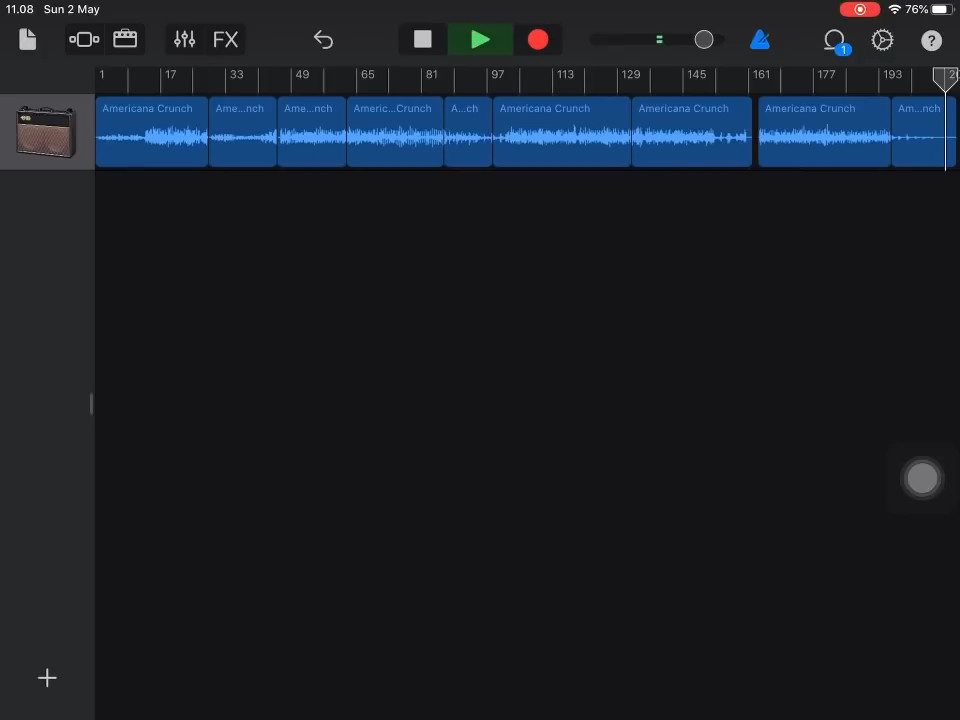 11.08 Sun 2 May 76%
FX 1 ?
1 17 33 49 65 81 97 113 129 145 161 177 193
Americana Crunch Ame...nch Ame...nch Americ...Crunch A...ch Americana Crunch Americana Crunch Americana Crunch Am...nch